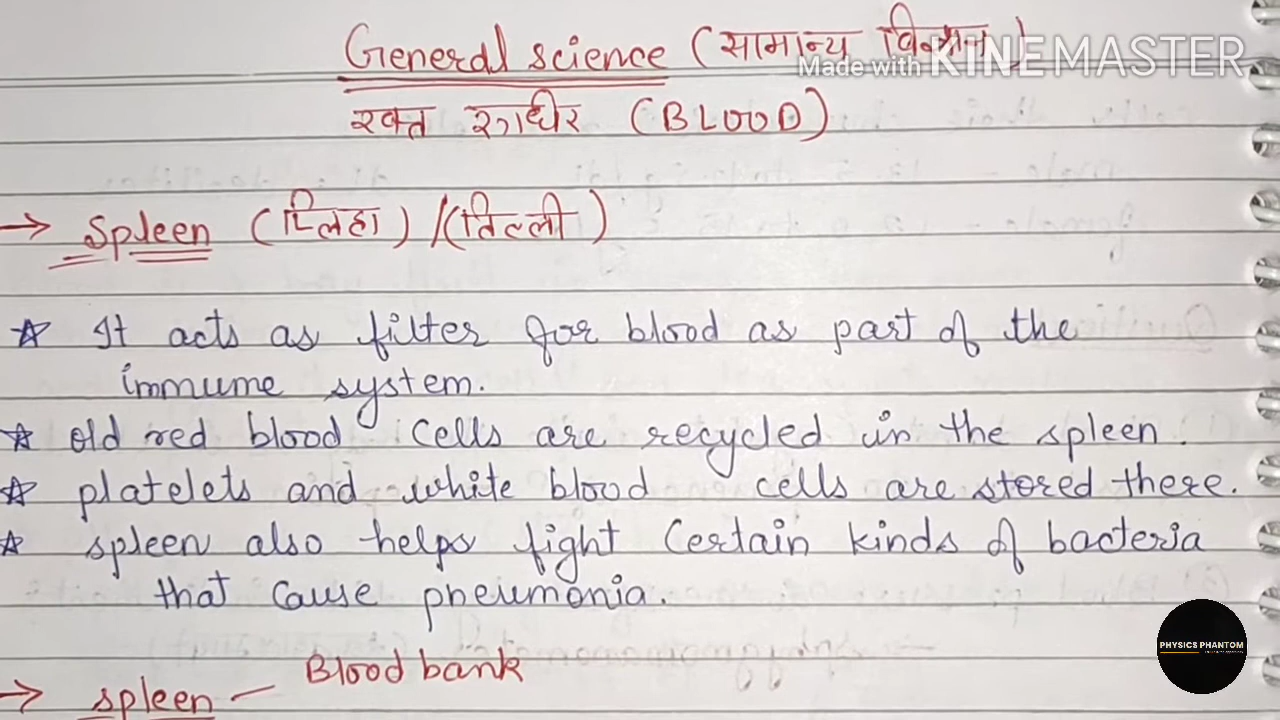 General science (सामान्य विज्ञान)
Made with KINEMASTER
रक्त रूधीर (BLOOD)
→ Spleen (प्लिहा) / (तिल्ली)
☆ It acts as filter for blood as part of the
immume system.
☆ old red blood cells are recycled in the spleen.
☆ platelets and white blood cells are stored there.
☆ spleen also helps fight certain kinds of bacteria
that cause pneumonia.
PHYSICS PHANTOM
→ spleen — Blood bank